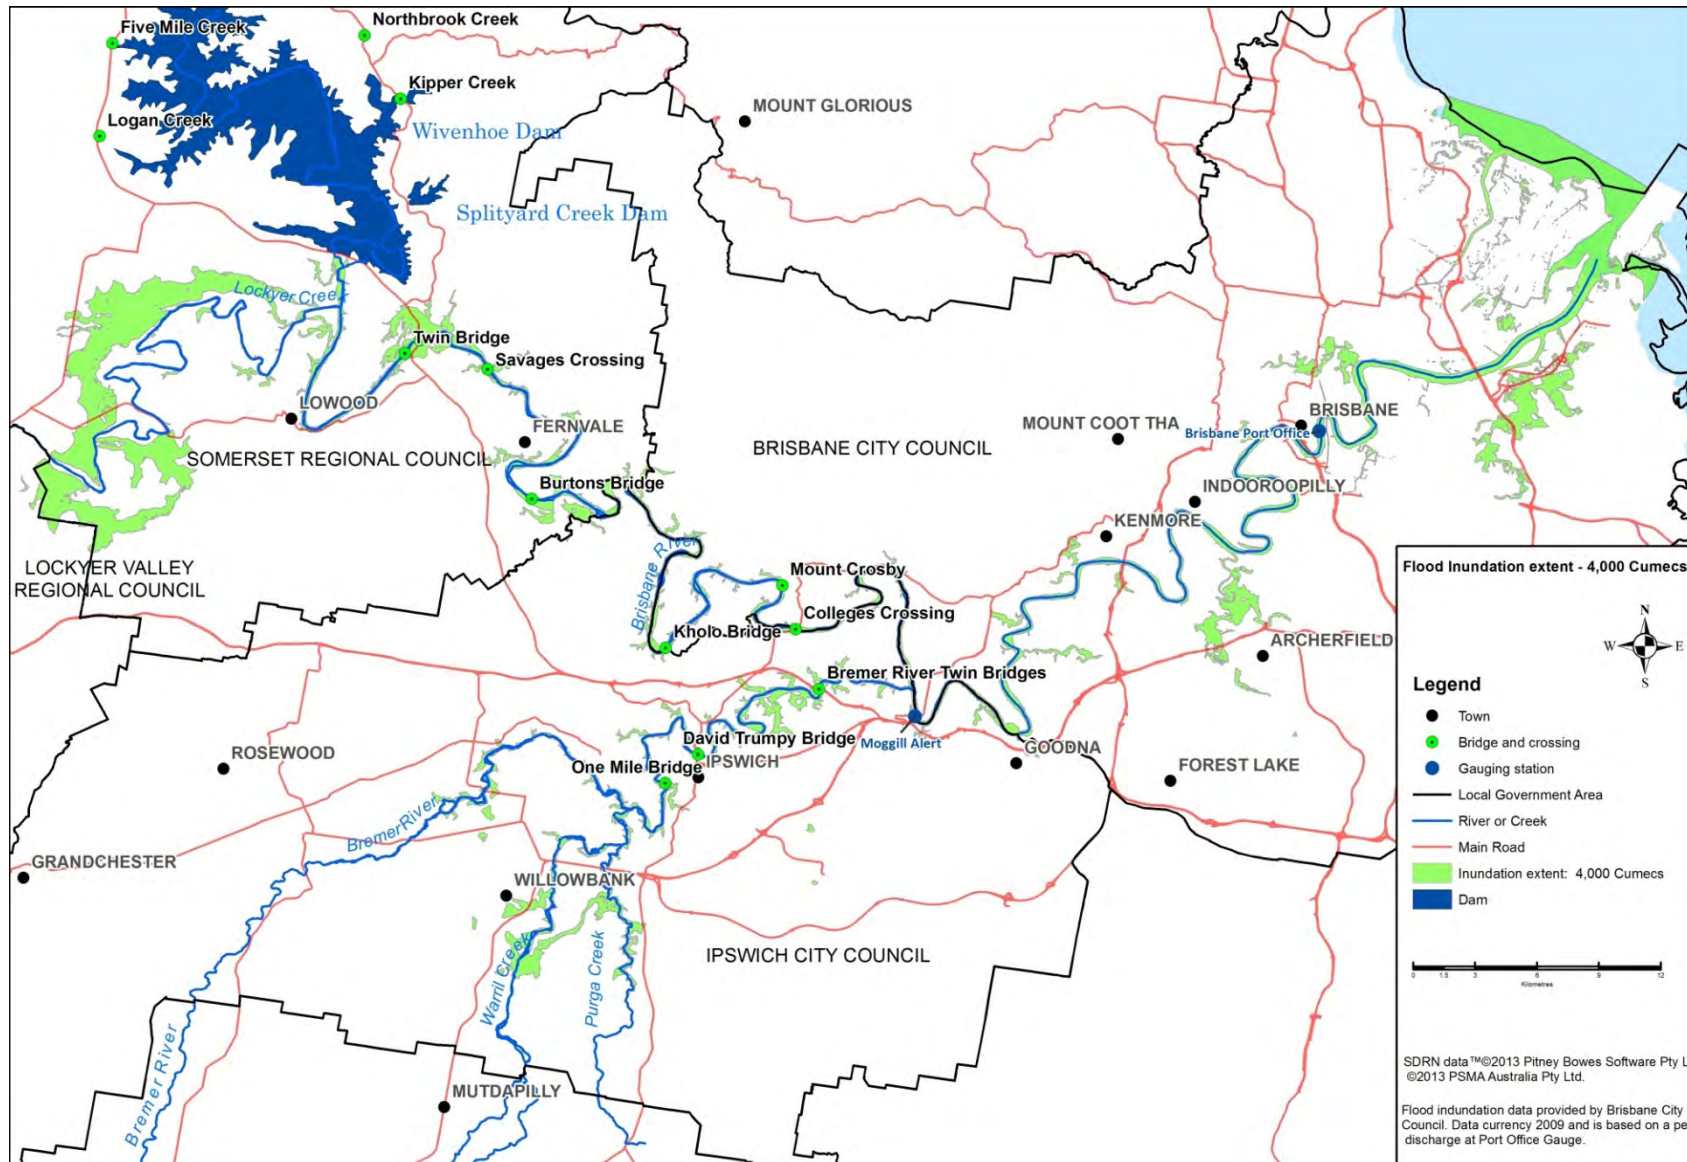 Five Mile Creek
Northbrook Creek
Kipper Creek
Logan Creek
MOUNT GLORIOUS
Wivenhoe Dam
Splityard Creek Dam
Lockyer Creek
Twin Bridge
Savages Crossing
LOWOOD
FERNVALE
MOUNT COOT THA
BRISBANE
Brisbane Port Office
SOMERSET REGIONAL COUNCIL
BRISBANE CITY COUNCIL
Burtons Bridge
INDOOROOPILLY
KENMORE
LOCKYER VALLEY
REGIONAL COUNCIL
Brisbane River
Mount Crosby
Colleges Crossing
Kholo Bridge
ARCHERFIELD
Bremer River Twin Bridges
David Trumpy Bridge
Moggill Alert
GOODNA
ROSEWOOD
IPSWICH
One Mile Bridge
FOREST LAKE
Bremer River
GRANDCHESTER
WILLOWBANK
IPSWICH CITY COUNCIL
Warril Creek
Purga Creek
Bremer River
MUTDAPILLY
Flood Inundation extent - 4,000 Cumecs
N
W E
S
Legend
Town
Bridge and crossing
Gauging station
Local Government Area
River or Creek
Main Road
Inundation extent: 4,000 Cumecs
Dam
0 1.5 3 6 9 12
Kilometres
SDRN data™©2013 Pitney Bowes Software Pty L
©2013 PSMA Australia Pty Ltd.
Flood indundation data provided by Brisbane City
Council. Data currency 2009 and is based on a pe
discharge at Port Office Gauge.